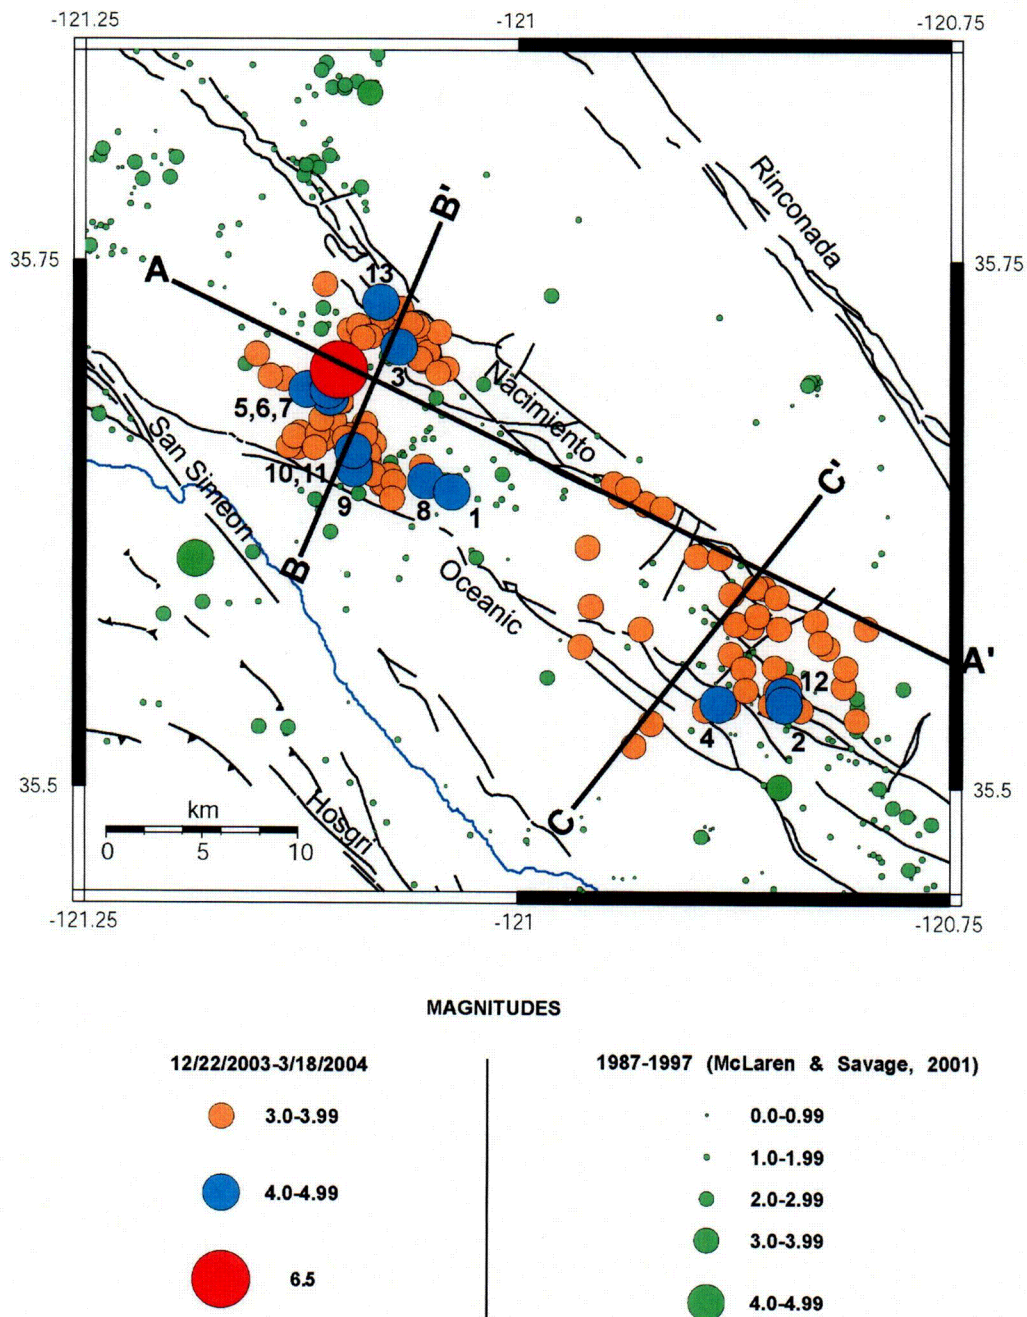 -121.25 -121 -120.75
Rinconada
B'
35.75 35.75
A
13
3
Nacimiento
5,6,7
San Simeon
10,11
9
8
1
C'
B
Oceanic
A'
12
4
2
35.5 35.5
km
0 5 10
Hosgri
C
-121.25 -121 -120.75
MAGNITUDES
12/22/2003-3/18/2004
3.0-3.99
4.0-4.99
6.5
1987-1997 (McLaren & Savage, 2001)
0.0-0.99
1.0-1.99
2.0-2.99
3.0-3.99
4.0-4.99